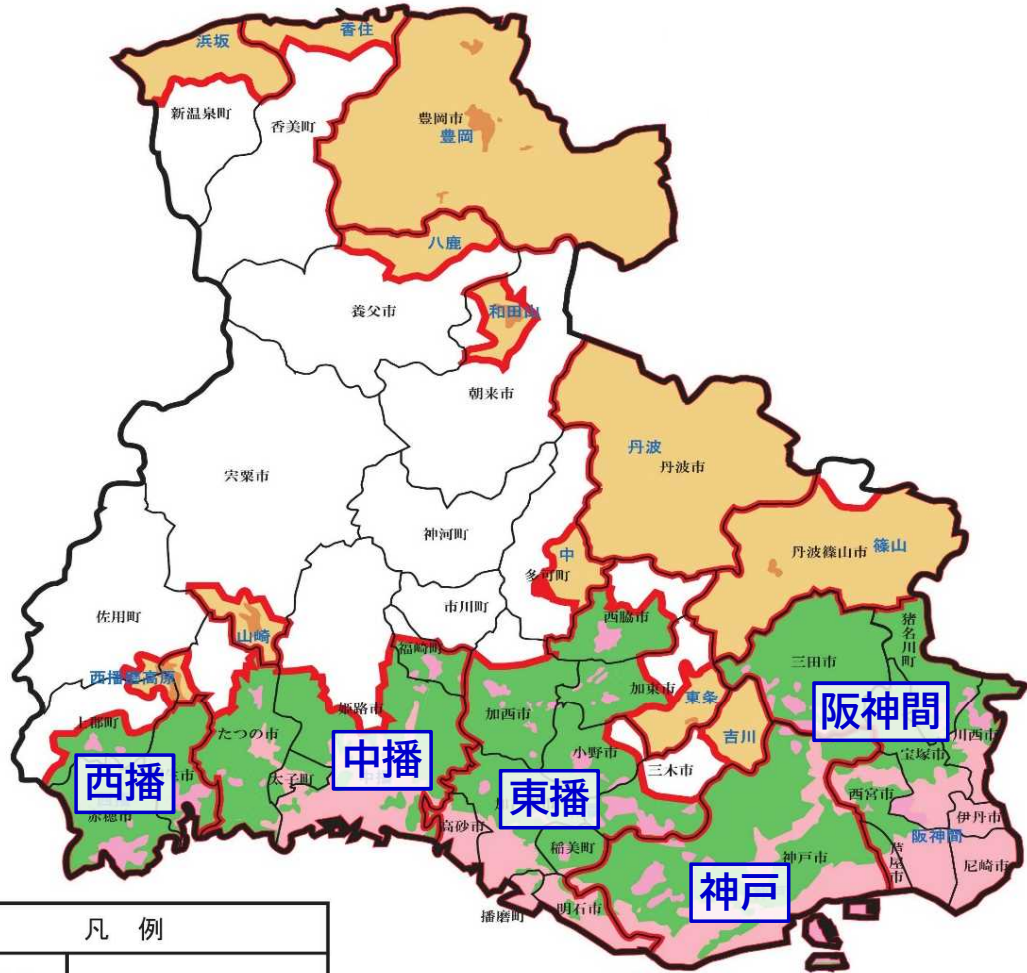 浜坂
香住
新温泉町
香美町
豊岡市
豊岡
八鹿
養父市
和田山
朝来市
丹波
丹波市
宍粟市
神河町
中
多可町
丹波篠山市
篠山
佐用町
市川町
西脇市
猪名川町
山崎
福崎町
三田市
西播磨高原
加東市
東条
上郡町
姫路市
加西市
阪神間
たつの市
吉川
川西市
中播
小野市
宝塚市
西播
市
太子町
東播
三木市
西宮市
伊丹市
赤穂市
高砂市
稲美町
神戸市
芦屋市
阪神間
尼崎市
神戸
播磨町
明石市
凡 例